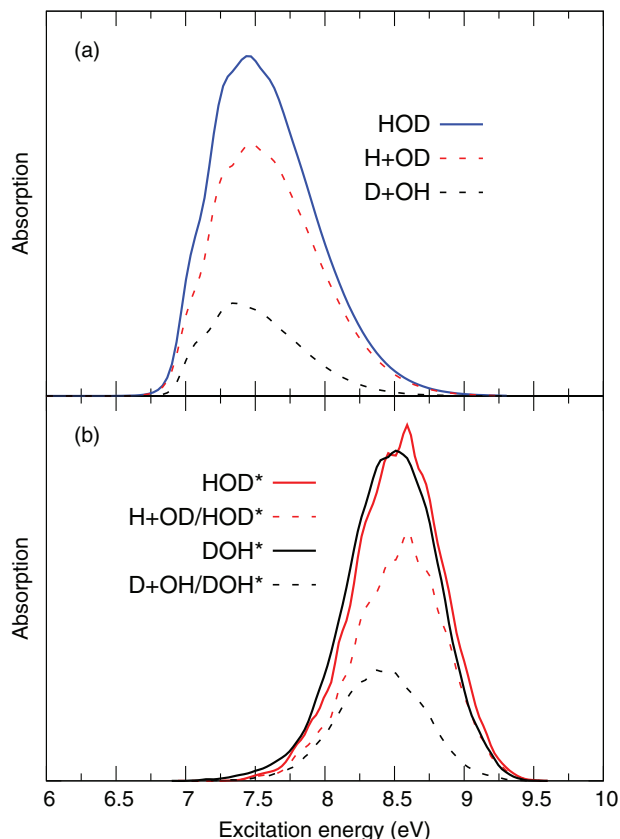 (a)
HOD
H+OD
D+OH
Absorption
(b)
HOD*
H+OD/HOD*
DOH*
D+OH/DOH*
Absorption
6 6.5 7 7.5 8 8.5 9 9.5 10
Excitation energy (eV)